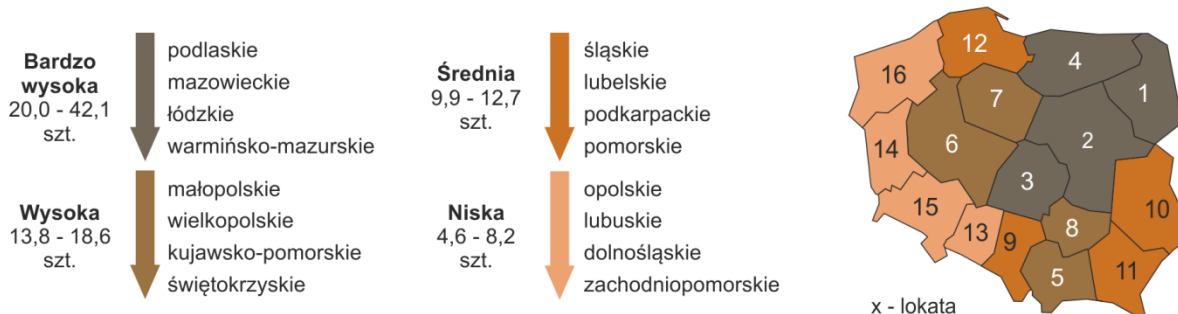 Bardzo
wysoka
20,0 - 42,1
szt.
podlaskie
mazowieckie
łódzkie
warmińsko-mazurskie
Wysoka
13,8 - 18,6
szt.
małopolskie
wielkopolskie
kujawsko-pomorskie
świętokrzyskie
Średnia
9,9 - 12,7
szt.
śląskie
lubelskie
podkarpackie
pomorskie
Niska
4,6 - 8,2
szt.
opolskie
lubuskie
dolnośląskie
zachodniopomorskie
12
4
16
1
7
6
2
14
3
15
10
8
13
9
11
5
x - lokata